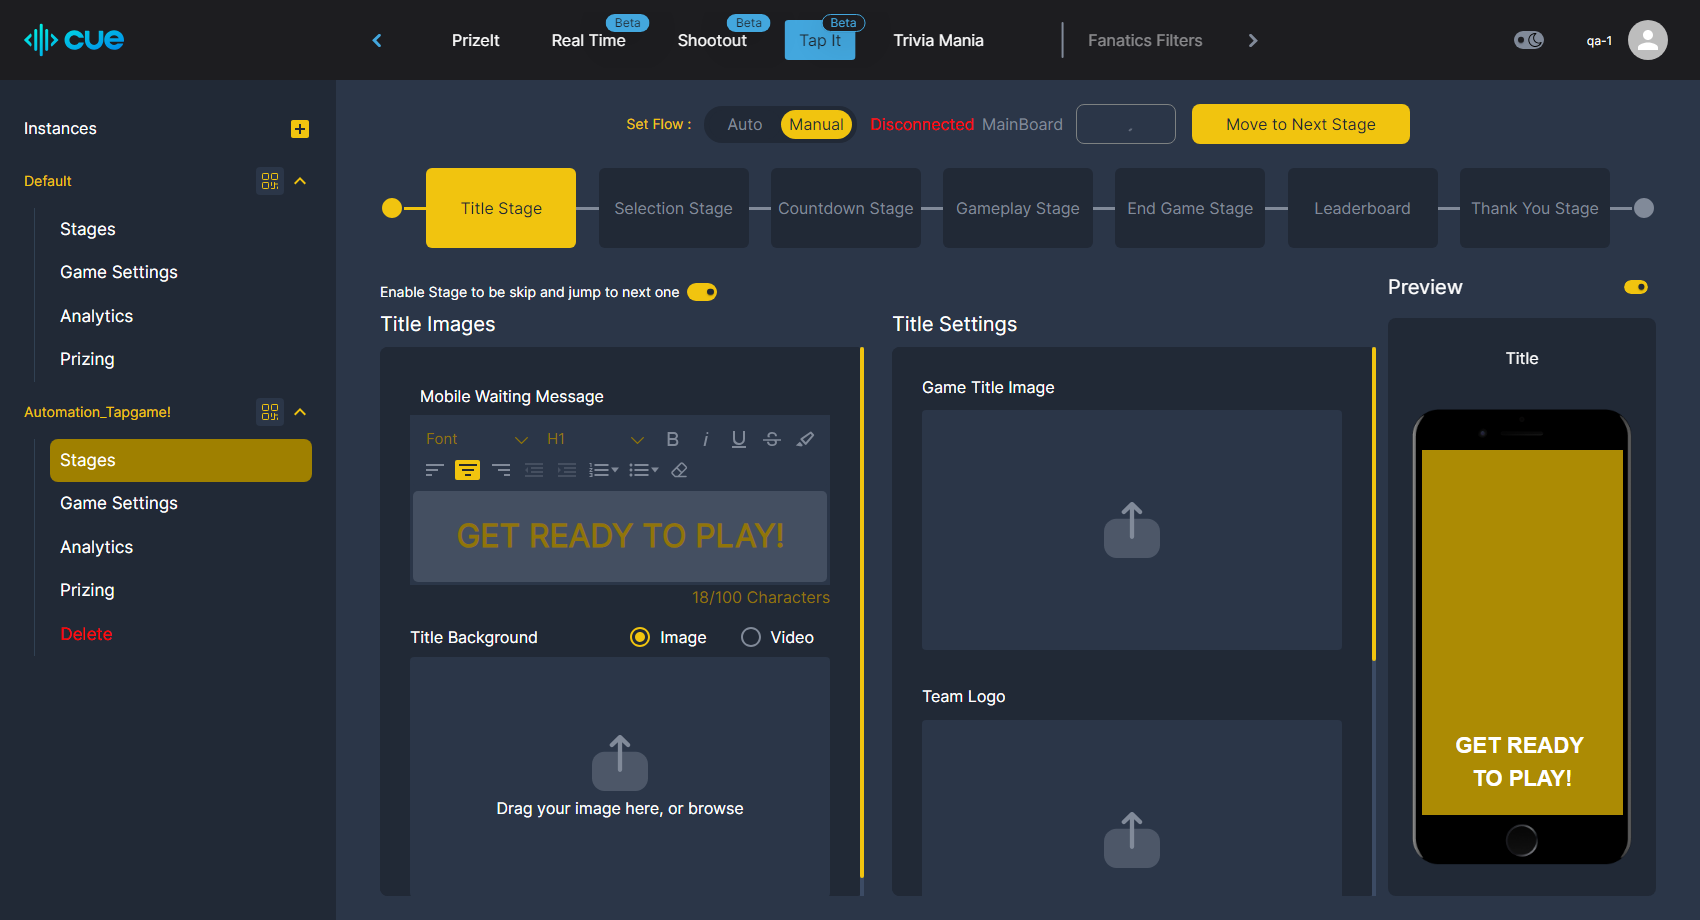 cue
PrizeIt
Beta
Real Time
Beta
Shootout
Beta
Tap It
Trivia Mania
Fanatics Filters
qa-1
Instances
Default
Stages
Game Settings
Analytics
Prizing
Automation_Tapgame!
Stages
Game Settings
Analytics
Prizing
Delete
Set Flow :
Auto
Manual
Disconnected
MainBoard
Move to Next Stage
Title Stage
Selection Stage
Countdown Stage
Gameplay Stage
End Game Stage
Leaderboard
Thank You Stage
Enable Stage to be skip and jump to next one
Title Images
Mobile Waiting Message
Font
H1
B
i
U
S
GET READY TO PLAY!
18/100 Characters
Title Background
Image
Video
Drag your image here, or browse
Title Settings
Game Title Image
Team Logo
Preview
Title
GET READY
TO PLAY!